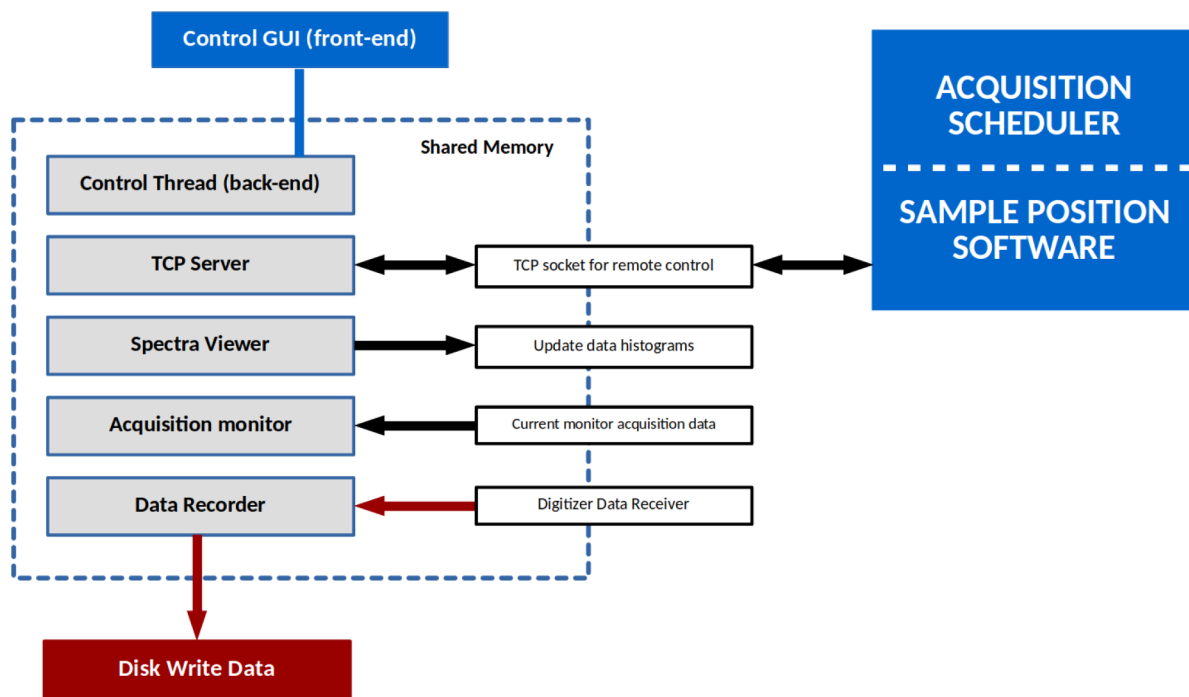 Control GUI (front-end)
ACQUISITION
SCHEDULER
Shared Memory
Control Thread (back-end)
SAMPLE POSITION
SOFTWARE
TCP Server
TCP socket for remote control
Spectra Viewer
Update data histograms
Acquisition monitor
Current monitor acquisition data
Data Recorder
Digitizer Data Receiver
Disk Write Data